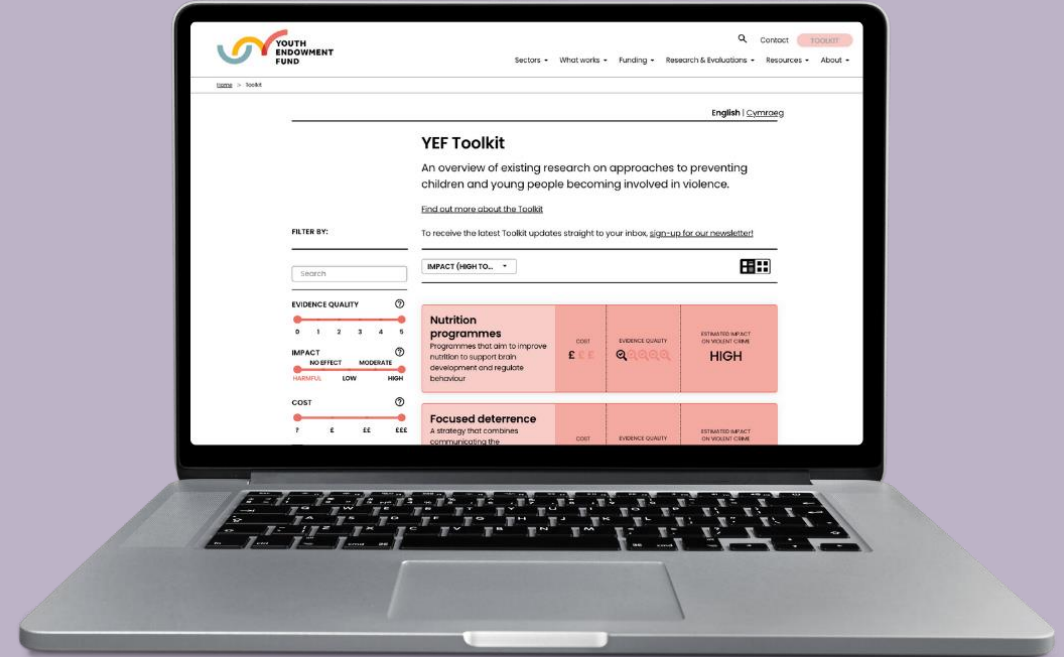 YOUTH
ENDOWMENT
FUND
Contact
TOOLKIT
Sectors
What works
Funding
Research & Evaluations
Resources
About
Home > Toolkit
English | Cymraeg
YEF Toolkit
An overview of existing research on approaches to preventing
children and young people becoming involved in violence.
Find out more about the Toolkit
To receive the latest Toolkit updates straight to your inbox, sign-up for our newsletter!
FILTER BY:
Search
IMPACT (HIGH TO...
EVIDENCE QUALITY
0 1 2 3 4 5
IMPACT
NO EFFECT MODERATE
HARMFUL LOW HIGH
COST
? £ ££ £££
Nutrition
programmes
Programmes that aim to improve
nutrition to support brain
development and regulate
behaviour
COST
£££
EVIDENCE QUALITY
ESTIMATED IMPACT
ON VIOLENT CRIME
HIGH
Focused deterrence
A strategy that combines
communicating the
COST
EVIDENCE QUALITY
ESTIMATED IMPACT
ON VIOLENT CRIME